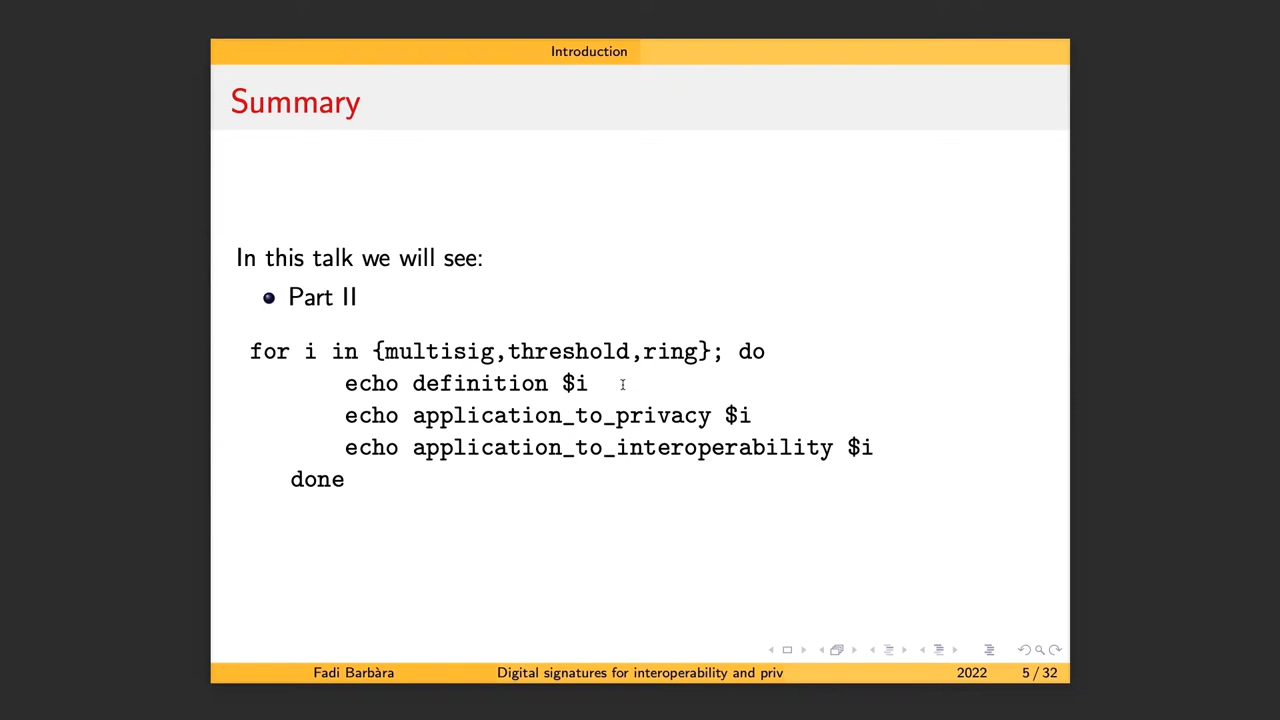 Introduction
Summary
In this talk we will see:
Part II
for i in {multisig,threshold,ring}; do
echo definition $i
echo application_to_privacy $i
echo application_to_interoperability $i
done
Fadi Barbàra Digital signatures for interoperability and priv 2022 5 / 32